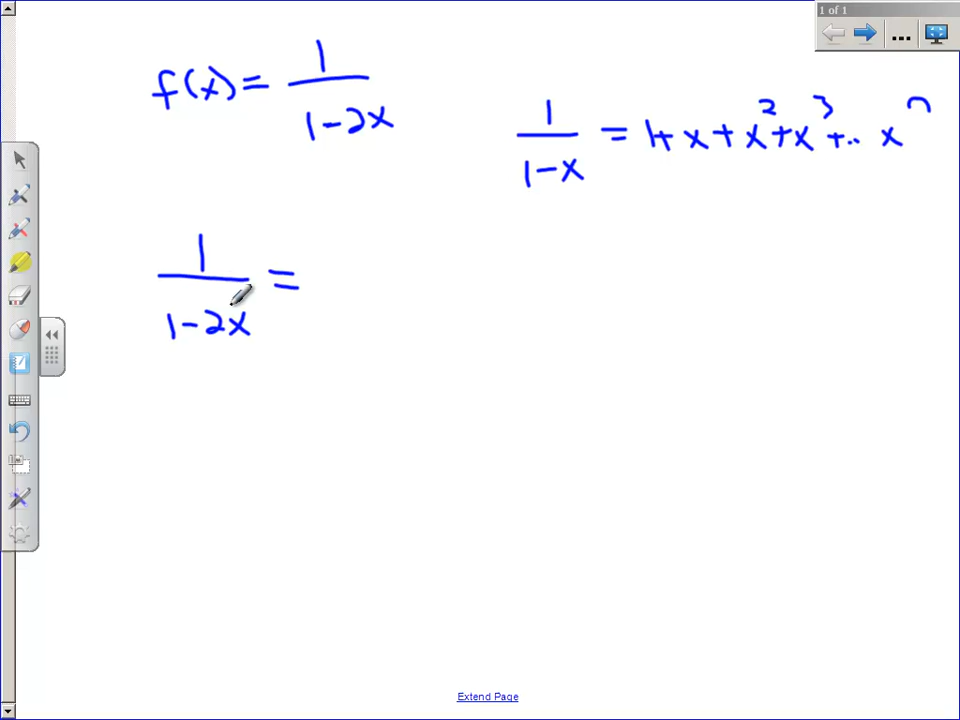 1 of 1
f(x) = 1/(1-2x)
1/(1-x) = 1+x+x²+x³+.. xⁿ
1/(1-2x) =
Extend Page